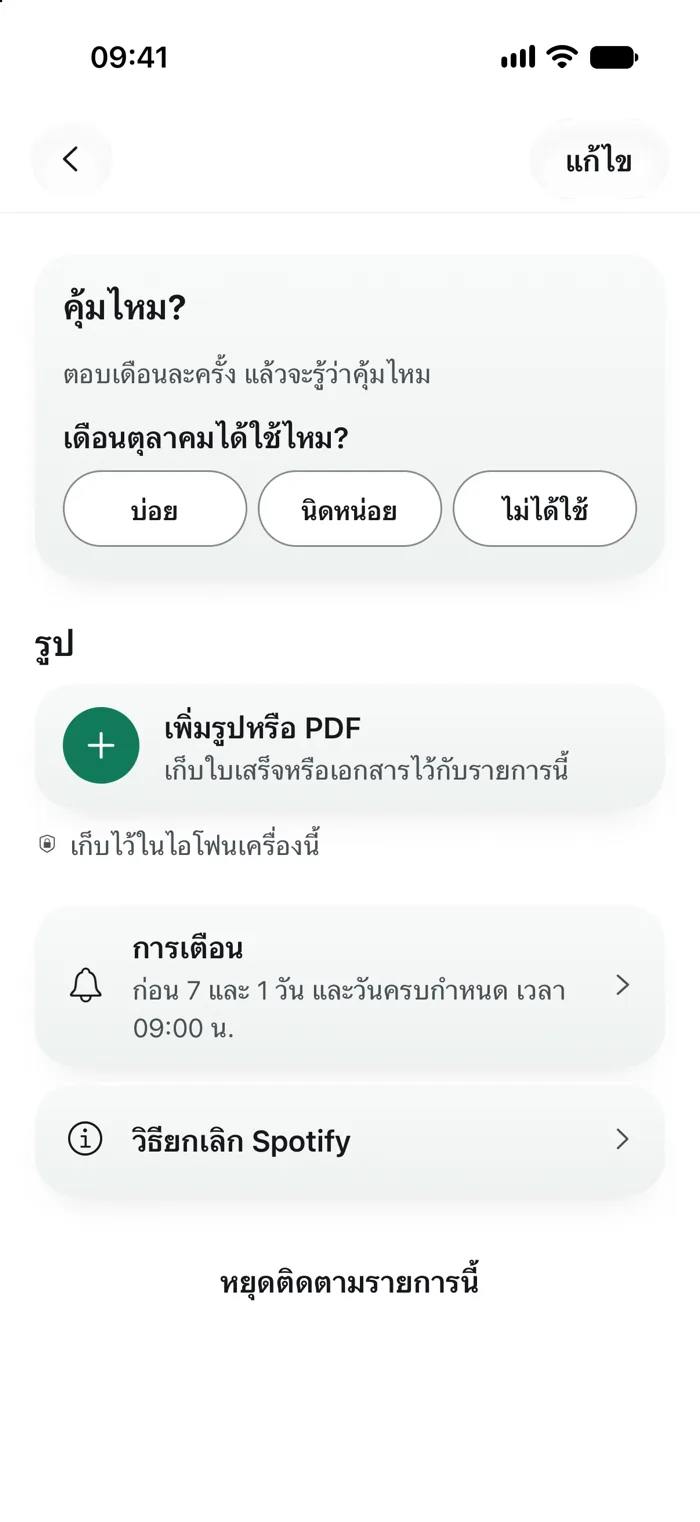 09:41
แก้ไข
คุ้มไหม?
ตอบเดือนละครั้ง แล้วจะรู้ว่าคุ้มไหม
เดือนตุลาคมได้ใช้ไหม?
บ่อย
นิดหน่อย
ไม่ได้ใช้
รูป
เพิ่มรูปหรือ PDF
เก็บใบเสร็จหรือเอกสารไว้กับรายการนี้
เก็บไว้ในไอโฟนเครื่องนี้
การเตือน
ก่อน 7 และ 1 วัน และวันครบกำหนด เวลา
09:00 น.
วิธียกเลิก Spotify
หยุดติดตามรายการนี้